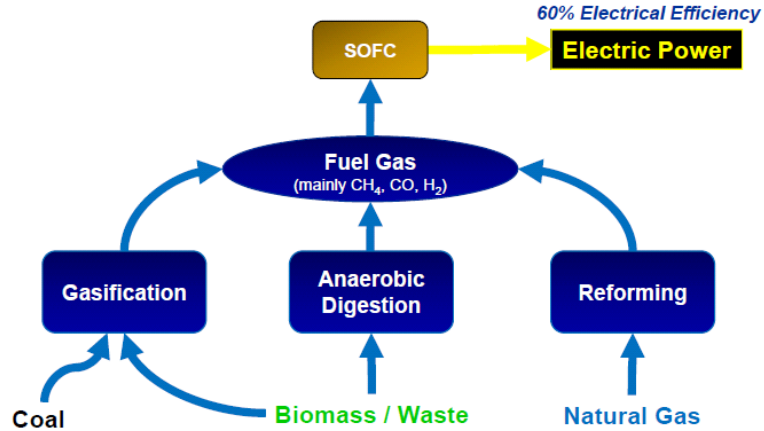 60% Electrical Efficiency
SOFC
Electric Power
Fuel Gas
(mainly CH₄, CO, H₂)
Gasification
Anaerobic
Digestion
Reforming
Coal
Biomass / Waste
Natural Gas